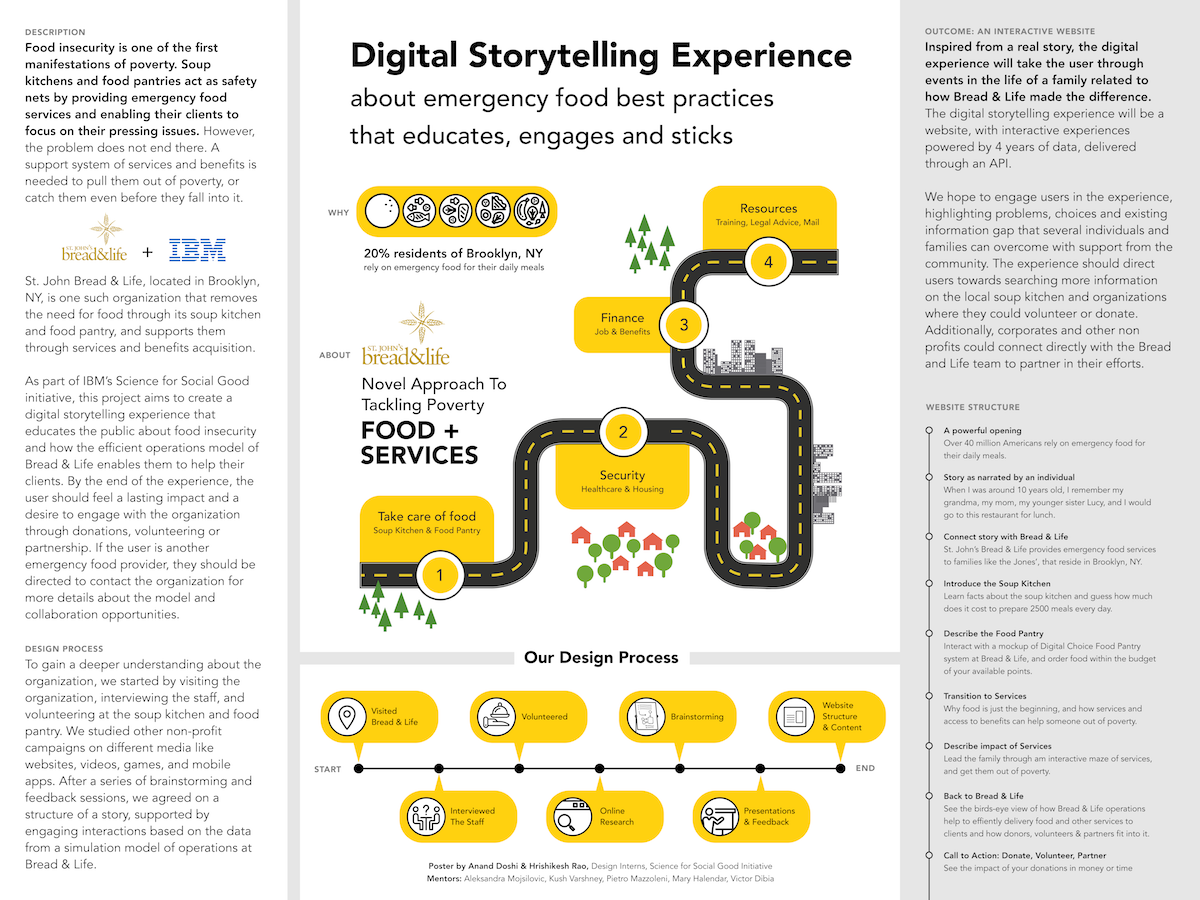 DESCRIPTION
Food insecurity is one of the first
manifestations of poverty. Soup
kitchens and food pantries act as safety
nets by providing emergency food
services and enabling their clients to
focus on their pressing issues. However,
the problem does not end there. A
support system of services and benefits is
needed to pull them out of poverty, or
catch them even before they fall into it.
ST. JOHN'S
bread&life
+
IBM
St. John Bread & Life, located in Brooklyn,
NY, is one such organization that removes
the need for food through its soup kitchen
and food pantry, and supports them
through services and benefits acquisition.
As part of IBM's Science for Social Good
initiative, this project aims to create a
digital storytelling experience that
educates the public about food insecurity
and how the efficient operations model of
Bread & Life enables them to help their
clients. By the end of the experience, the
user should feel a lasting impact and a
desire to engage with the organization
through donations, volunteering or
partnership. If the user is another
emergency food provider, they should be
directed to contact the organization for
more details about the model and
collaboration opportunities.
DESIGN PROCESS
To gain a deeper understanding about the
organization, we started by visiting the
organization, interviewing the staff, and
volunteering at the soup kitchen and food
pantry. We studied other non-profit
campaigns on different media like
websites, videos, games, and mobile
apps. After a series of brainstorming and
feedback sessions, we agreed on a
structure of a story, supported by
engaging interactions based on the data
from a simulation model of operations at
Bread & Life.
Digital Storytelling Experience
about emergency food best practices
that educates, engages and sticks
WHY
20% residents of Brooklyn, NY
rely on emergency food for their daily meals
ABOUT
ST. JOHN'S
bread&life
Novel Approach To
Tackling Poverty
FOOD +
SERVICES
Take care of food
Soup Kitchen & Food Pantry
1
2
Security
Healthcare & Housing
Finance
Job & Benefits
3
Resources
Training, Legal Advice, Mail
4
Our Design Process
START
Visited
Bread & Life
Interviewed
The Staff
Volunteered
Online
Research
Brainstorming
Presentations
& Feedback
Website
Structure
& Content
END
Poster by Anand Doshi & Hrishikesh Rao, Design Interns, Science for Social Good Initiative
Mentors: Aleksandra Mojsilovic, Kush Varshney, Pietro Mazzoleni, Mary Halendar, Victor Dibia
OUTCOME: AN INTERACTIVE WEBSITE
Inspired from a real story, the digital
experience will take the user through
events in the life of a family related to
how Bread & Life made the difference.
The digital storytelling experience will be a
website, with interactive experiences
powered by 4 years of data, delivered
through an API.
We hope to engage users in the experience,
highlighting problems, choices and existing
information gap that several individuals and
families can overcome with support from the
community. The experience should direct
users towards searching more information
on the local soup kitchen and organizations
where they could volunteer or donate.
Additionally, corporates and other non
profits could connect directly with the Bread
and Life team to partner in their efforts.
WEBSITE STRUCTURE
A powerful opening
Over 40 million Americans rely on emergency food for
their daily meals.
Story as narrated by an individual
When I was around 10 years old, I remember my
grandma, my mom, my younger sister Lucy, and I would
go to this restaurant for lunch.
Connect story with Bread & Life
St. John's Bread & Life provides emergency food services
to families like the Jones', that reside in Brooklyn, NY.
Introduce the Soup Kitchen
Learn facts about the soup kitchen and guess how much
does it cost to prepare 2500 meals every day.
Describe the Food Pantry
Interact with a mockup of Digital Choice Food Pantry
system at Bread & Life, and order food within the budget
of your available points.
Transition to Services
Why food is just the beginning, and how services and
access to benefits can help someone out of poverty.
Describe impact of Services
Lead the family through am interactive maze of services,
and get them out of poverty.
Back to Bread & Life
See the birds-eye view of how Bread & Life operations
help to effiently delivery food and other services to
clients and how donors, volunteers & partners fit into it.
Call to Action: Donate, Volunteer, Partner
See the impact of your donations in money or time